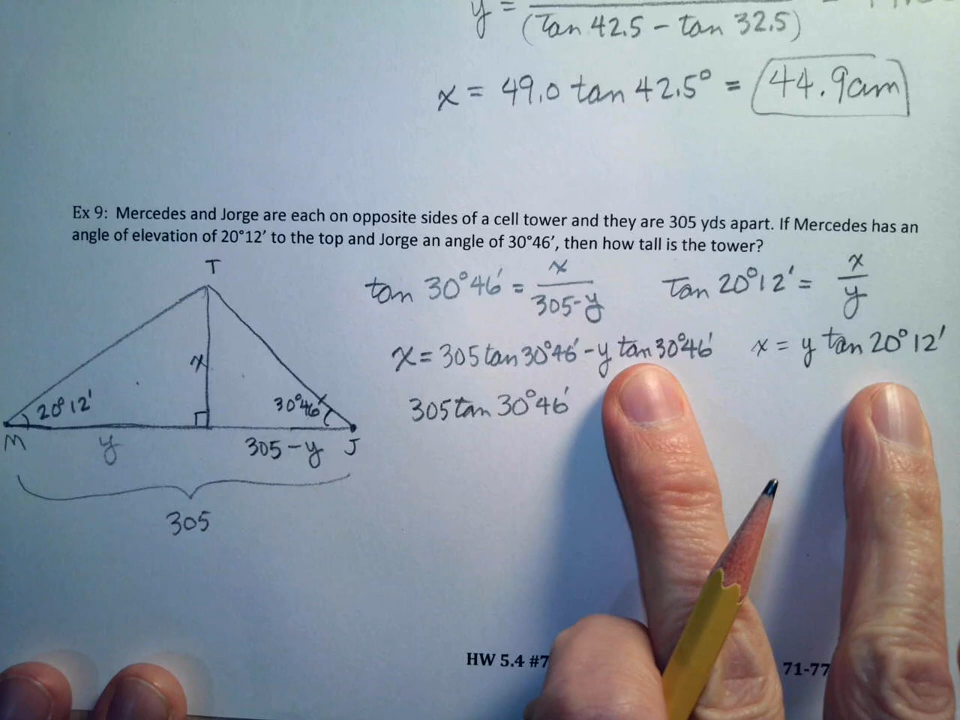 y =
(Tan 42.5 – tan 32.5)
x = 49.0 tan 42.5° = 44.9cm
Ex 9: Mercedes and Jorge are each on opposite sides of a cell tower and they are 305 yds apart. If Mercedes has an
angle of elevation of 20°12′ to the top and Jorge an angle of 30°46′, then how tall is the tower?
T
x
20°12'
30°46'
M
y
305-y
J
305
tan 30°46' = x
305-y
Tan 20°12' = x
y
x = 305 tan 30°46' - y tan 30°46'
x = y tan 20°12'
305 tan 30°46'
HW 5.4 #7
71-77